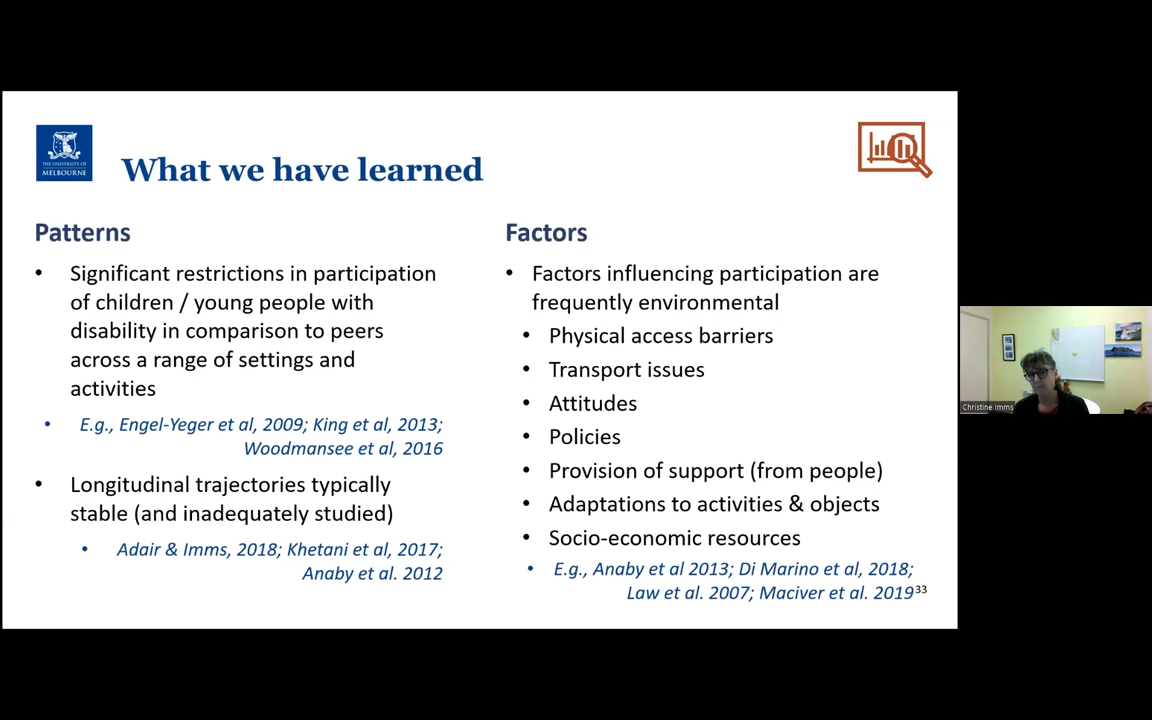 THE UNIVERSITY OF
MELBOURNE
What we have learned
Patterns
• Significant restrictions in participation
of children / young people with
disability in comparison to peers
across a range of settings and
activities
• E.g., Engel-Yeger et al, 2009; King et al, 2013;
Woodmansee et al, 2016
• Longitudinal trajectories typically
stable (and inadequately studied)
• Adair & Imms, 2018; Khetani et al, 2017;
Anaby et al. 2012
Factors
• Factors influencing participation are
frequently environmental
• Physical access barriers
• Transport issues
• Attitudes
• Policies
• Provision of support (from people)
• Adaptations to activities & objects
• Socio-economic resources
• E.g., Anaby et al 2013; Di Marino et al, 2018;
Law et al. 2007; Maciver et al. 2019
33
Christine Imms